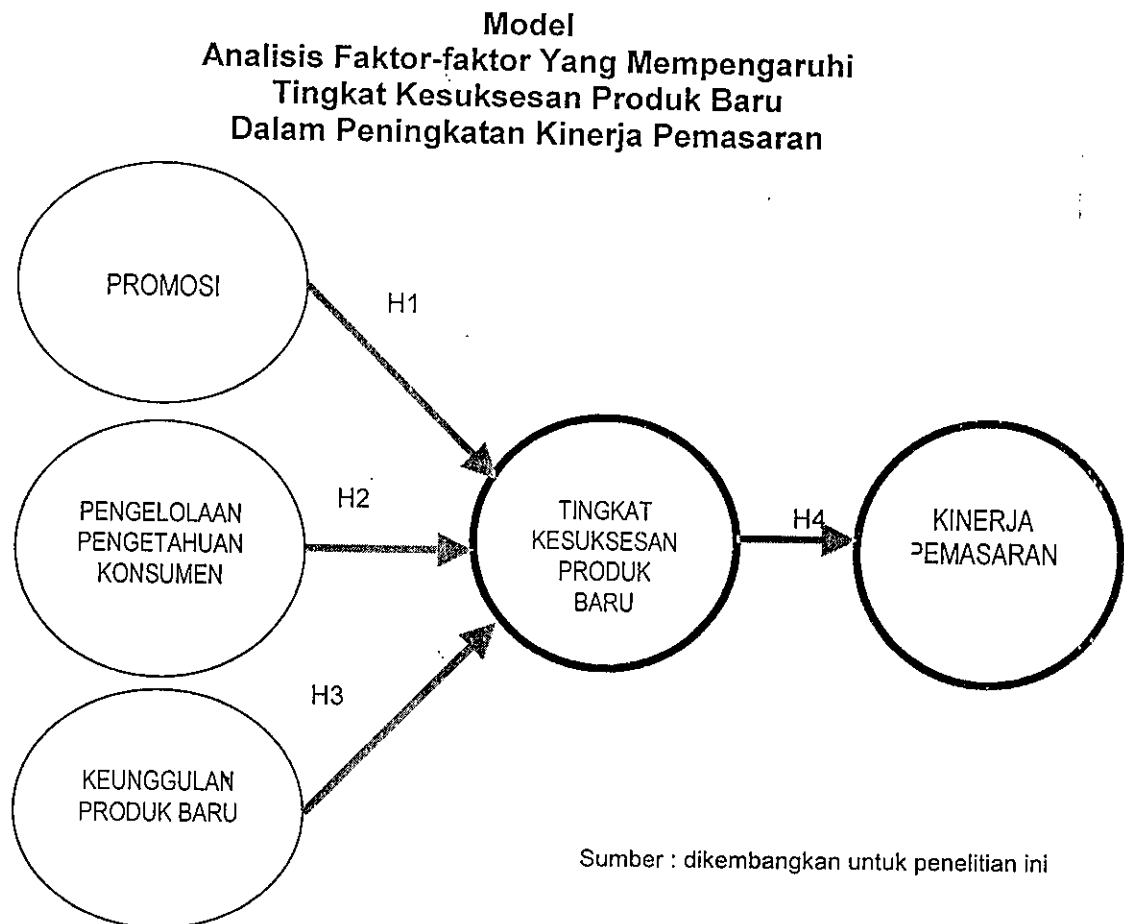 Model
Analisis Faktor-faktor Yang Mempengaruhi
Tingkat Kesuksesan Produk Baru
Dalam Peningkatan Kinerja Pemasaran
PROMOSI
H1
PENGELOLAAN
PENGETAHUAN
KONSUMEN
H2
TINGKAT
KESUKSESAN
PRODUK
BARU
H4
KINERJA
PEMASARAN
H3
KEUNGGULAN
PRODUK BARU
Sumber : dikembangkan untuk penelitian ini